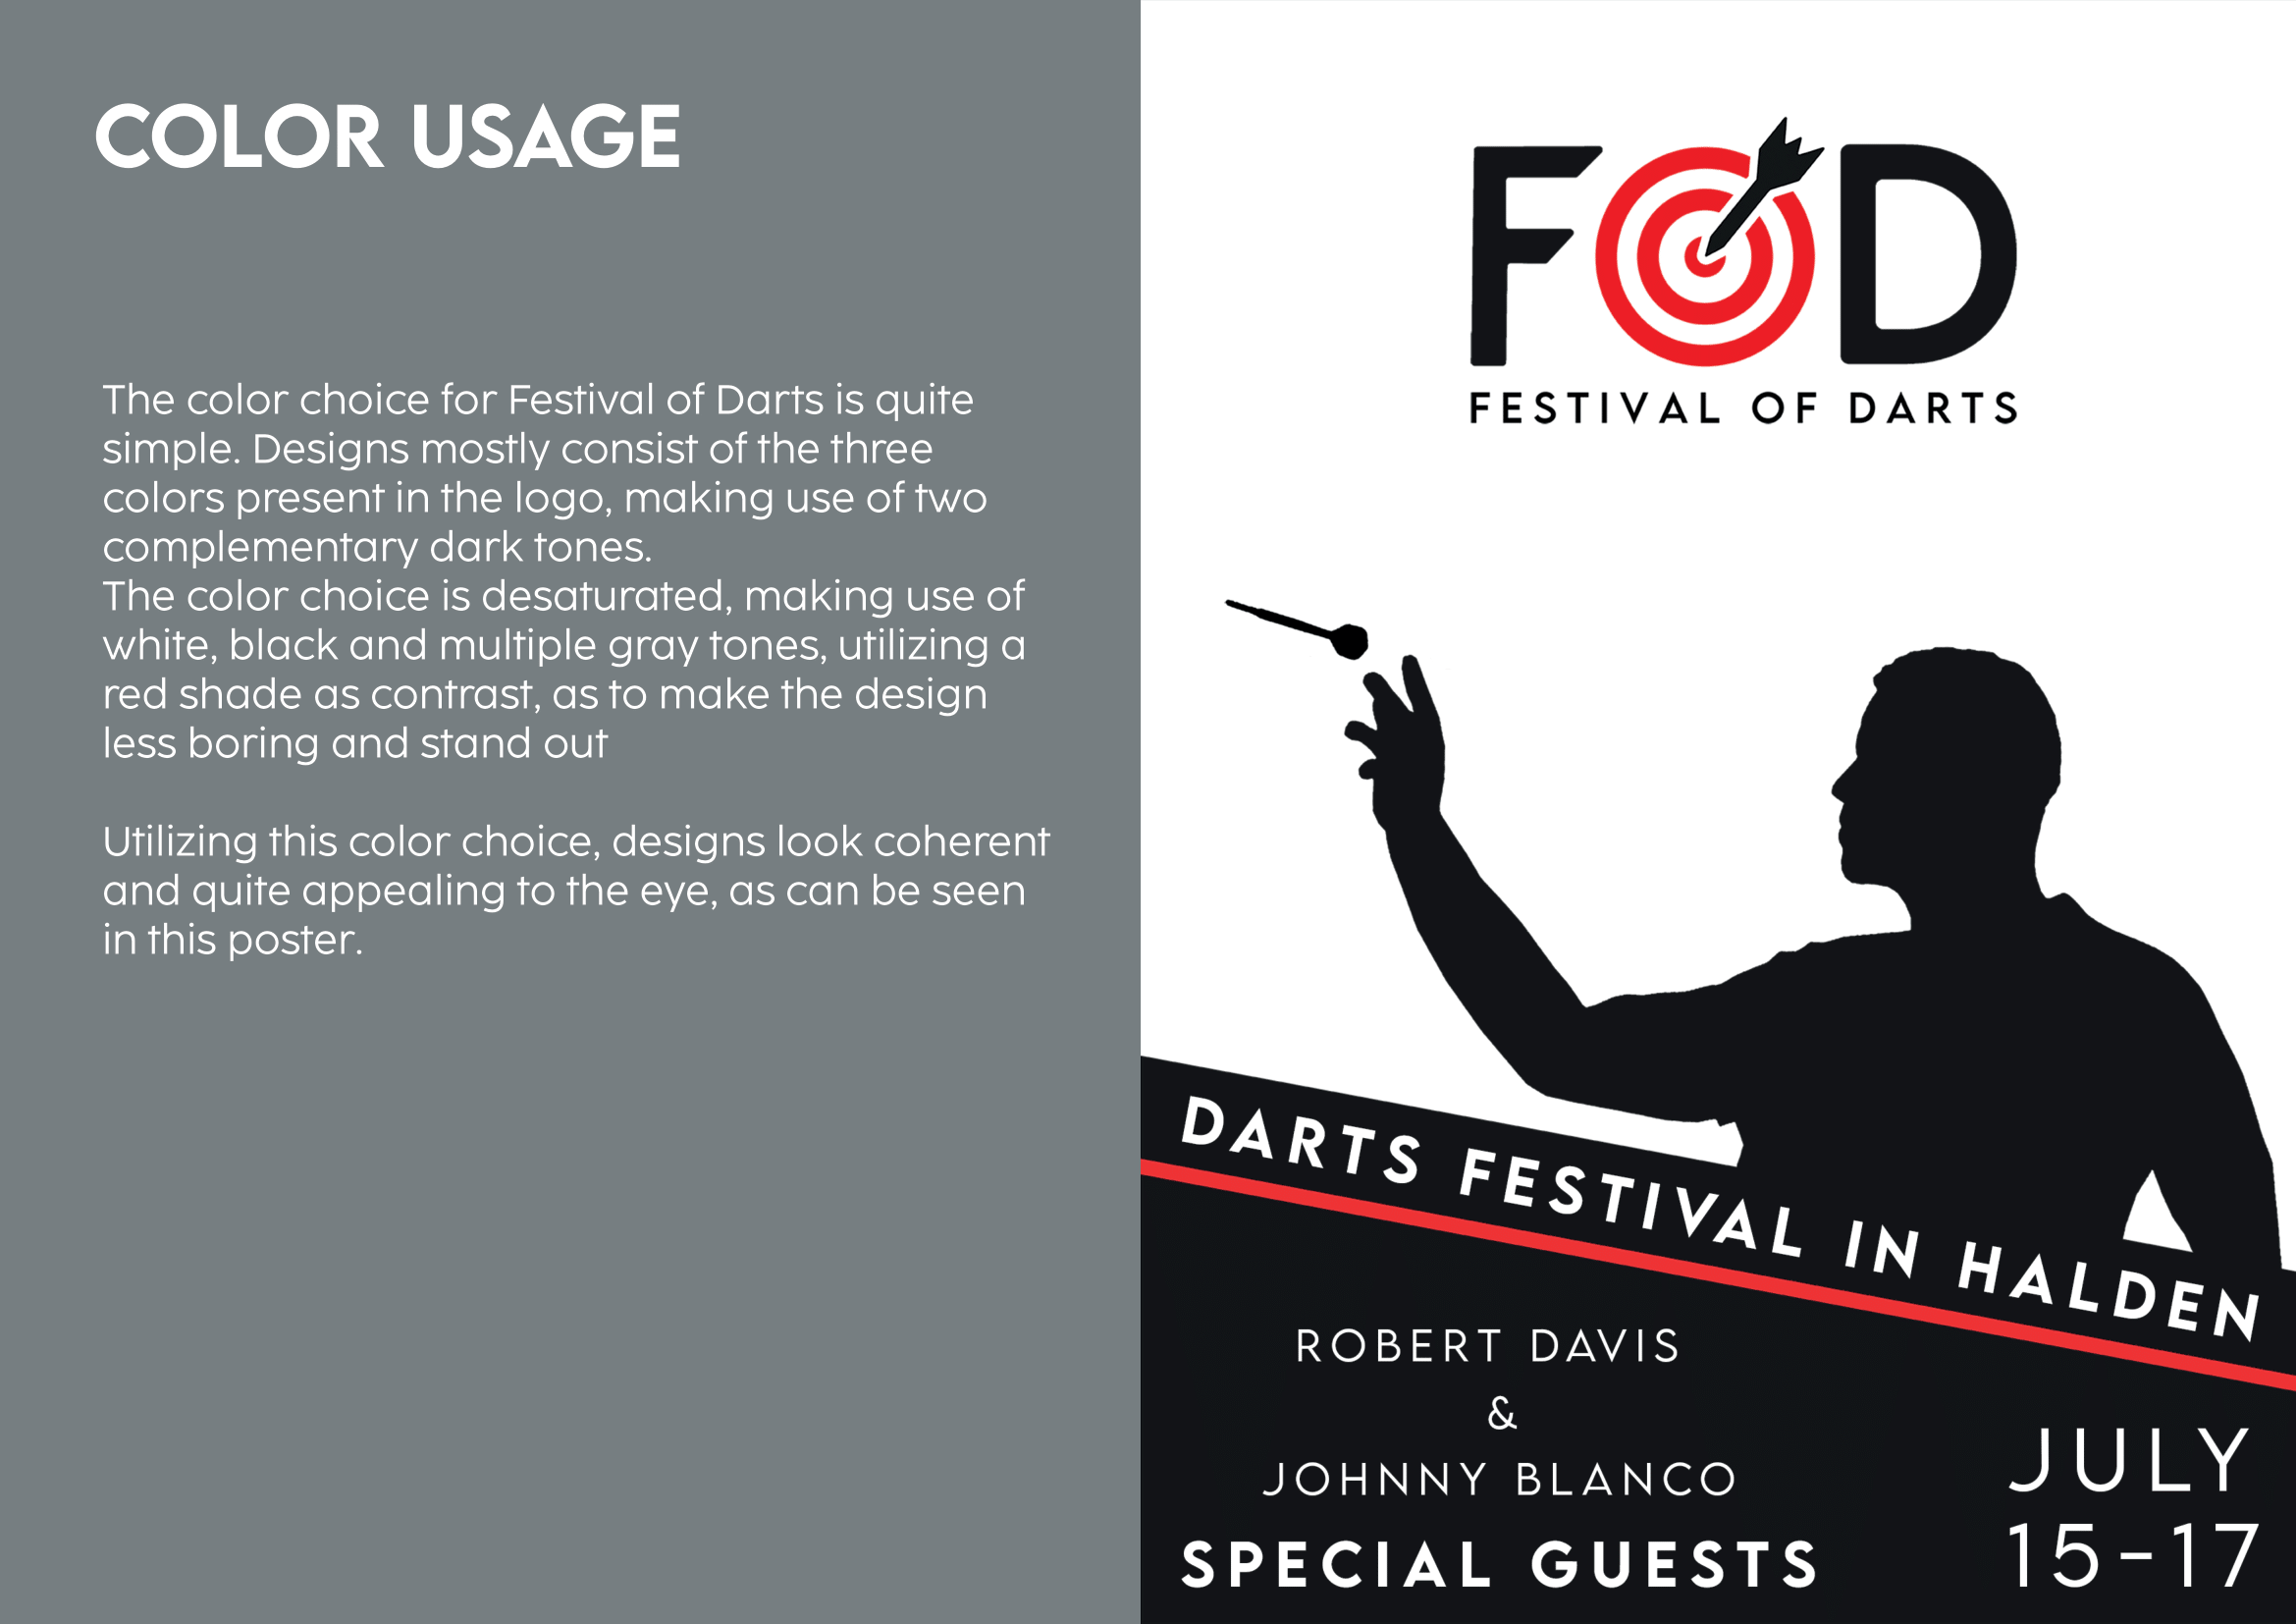 COLOR USAGE
The color choice for Festival of Darts is quite
simple. Designs mostly consist of the three
colors present in the logo, making use of two
complementary dark tones.
The color choice is desaturated, making use of
white, black and multiple gray tones, utilizing a
red shade as contrast, as to make the design
less boring and stand out
Utilizing this color choice, designs look coherent
and quite appealing to the eye, as can be seen
in this poster.
FOD
FESTIVAL OF DARTS
DARTS FESTIVAL IN HALDEN
ROBERT DAVIS
&
JOHNNY BLANCO
SPECIAL GUESTS
JULY
15-17